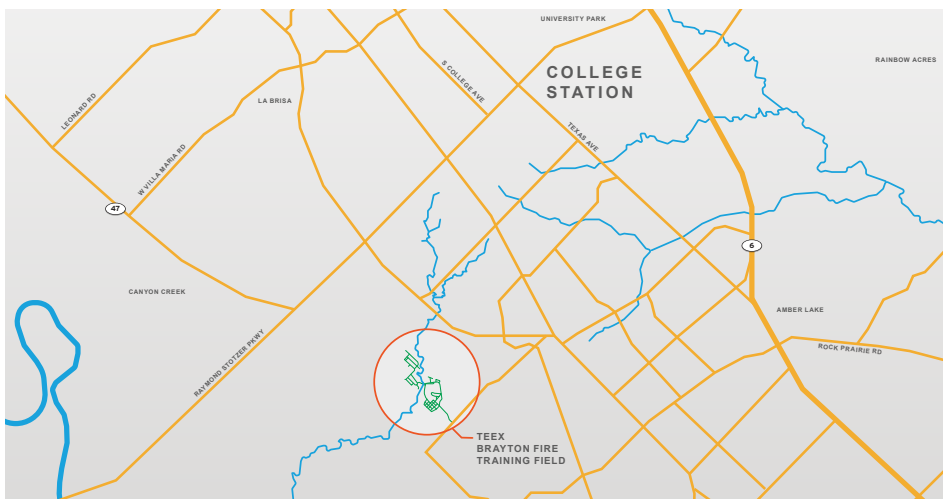 UNIVERSITY PARK
RAINBOW ACRES
COLLEGE
STATION
S COLLEGE AVE
LEONARD RD
LA BRISA
TEXAS AVE
W VILLA MARIA RD
47
6
CANYON CREEK
AMBER LAKE
ROCK PRAIRIE RD
RAYMOND STOTZER PKWY
TEEX
BRAYTON FIRE
TRAINING FIELD